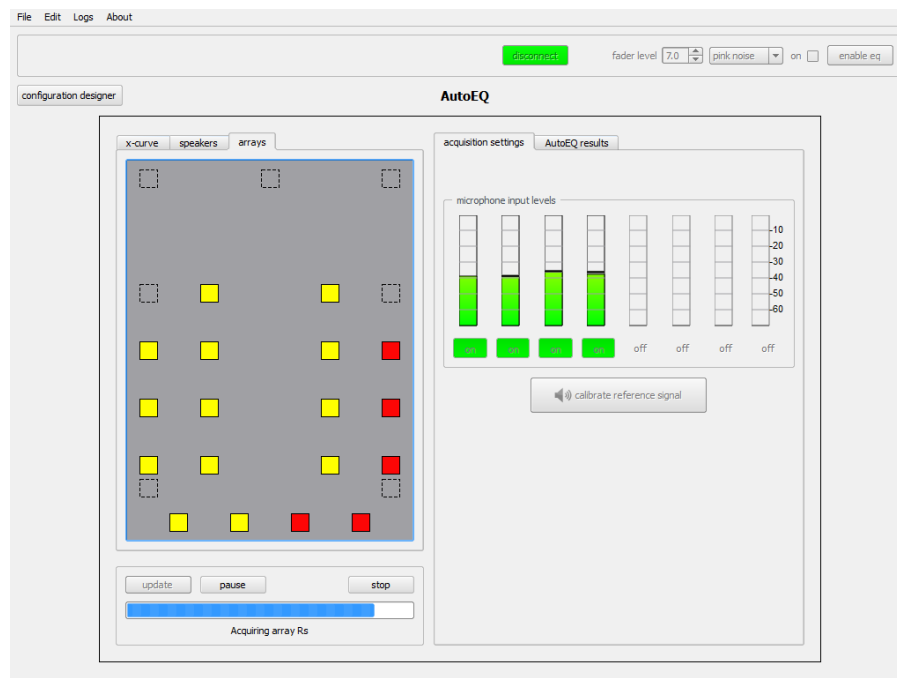 File Edit Logs About
disconnect fader level 7.0 pink noise on enable eq
configuration designer AutoEQ
x-curve speakers arrays
acquisition settings AutoEQ results
microphone input levels
-10
-20
-30
-40
-50
-60
on on on on off off off off
calibrate reference signal
update pause stop
Acquiring array Rs